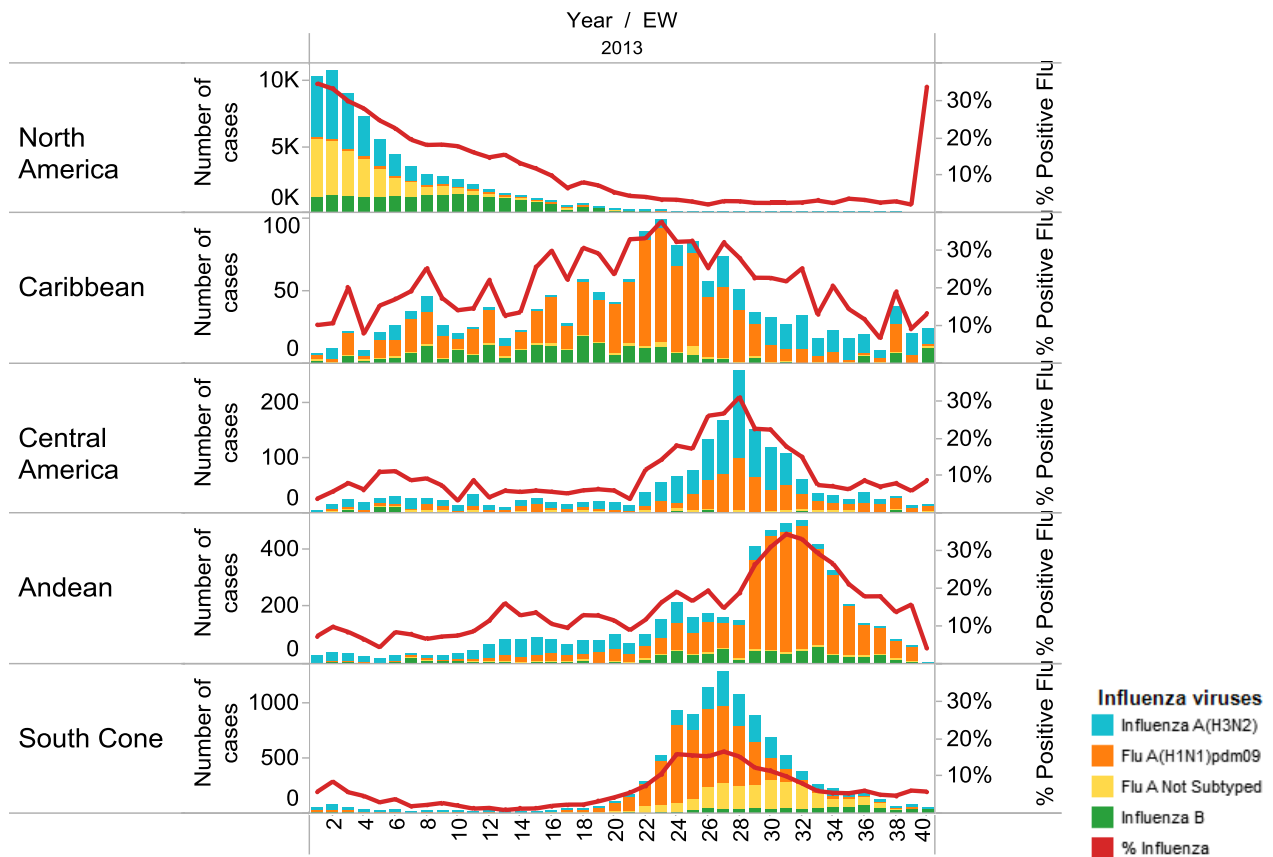 Year / EW
2013
North
America
Number of
cases
10K
5K
0K
30%
20%
10%
% Positive Flu
Caribbean
Number of
cases
100
50
0
30%
20%
10%
% Positive Flu
Central
America
Number of
cases
200
100
0
30%
20%
10%
% Positive Flu
Andean
Number of
cases
400
200
0
30%
20%
10%
% Positive Flu
South Cone
Number of
cases
1000
500
0
30%
20%
10%
% Positive Flu
2 4 6 8 10 12 14 16 18 20 22 24 26 28 30 32 34 36 38 40
Influenza viruses
Influenza A(H3N2)
Flu A(H1N1)pdm09
Flu A Not Subtyped
Influenza B
% Influenza